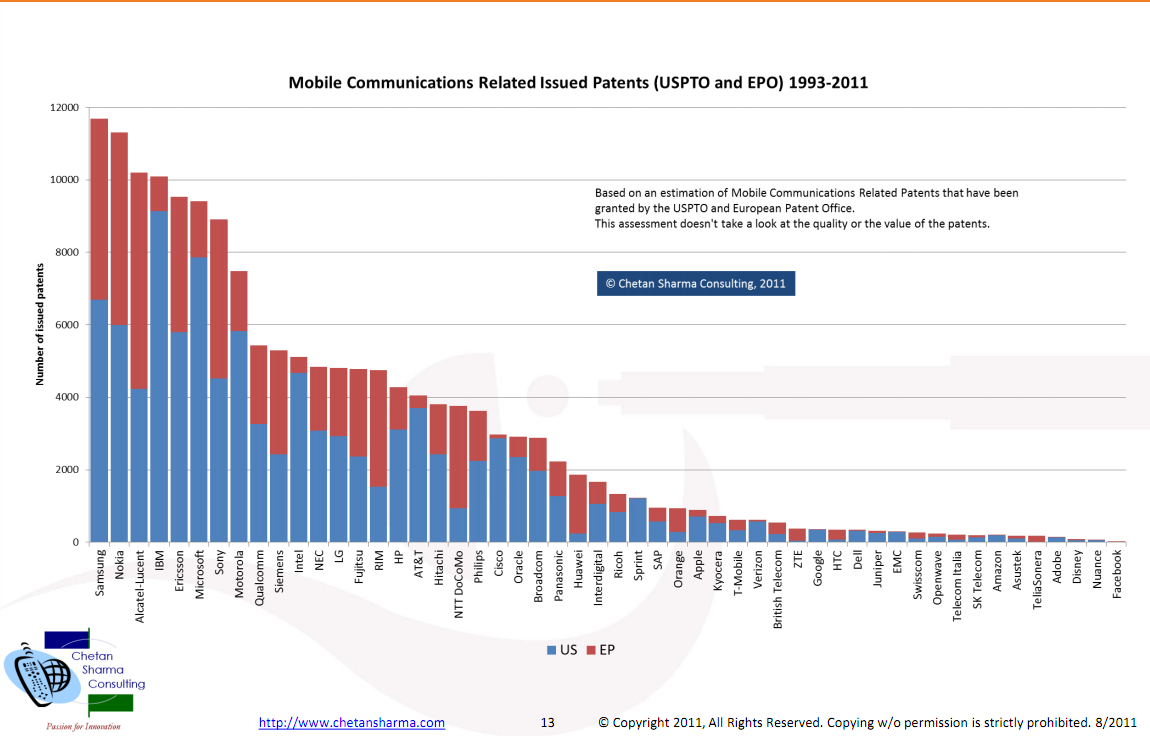 Mobile Communications Related Issued Patents (USPTO and EPO) 1993-2011
Number of issued patents
12000
10000
8000
6000
4000
2000
0
Based on an estimation of Mobile Communications Related Patents that have been
granted by the USPTO and European Patent Office.
This assessment doesn't take a look at the quality or the value of the patents.
© Chetan Sharma Consulting, 2011
Samsung
Nokia
Alcatel-Lucent
IBM
Ericsson
Microsoft
Sony
Motorola
Qualcomm
Siemens
Intel
NEC
LG
Fujitsu
RIM
HP
AT&T
Hitachi
NTT DoCoMo
Philips
Cisco
Oracle
Broadcom
Panasonic
Huawei
Interdigital
Ricoh
Sprint
SAP
Orange
Apple
Kyocera
T-Mobile
Verizon
British Telecom
ZTE
Google
HTC
Dell
Juniper
EMC
Swisscom
Openwave
Telecom Italia
SK Telecom
Amazon
Asustek
TeliaSonera
Adobe
Disney
Nuance
Facebook
US EP
Chetan
Sharma
Consulting
Passion for Innovation
http://www.chetansharma.com
13
© Copyright 2011, All Rights Reserved. Copying w/o permission is strictly prohibited. 8/2011